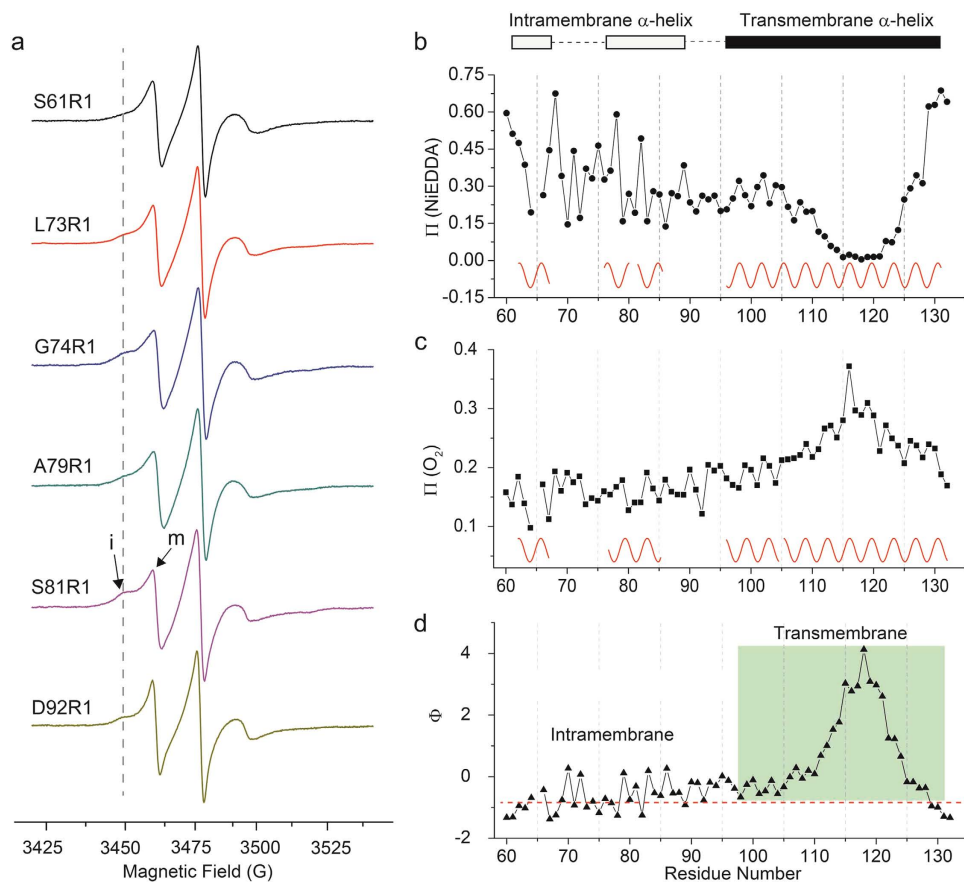 a
S61R1
L73R1
G74R1
A79R1
i
m
S81R1
D92R1
3425 3450 3475 3500 3525
Magnetic Field (G)
Intramembrane α-helix Transmembrane α-helix
b
Π (NiEDDA)
0.75
0.60
0.45
0.30
0.15
0.00
-0.15
60 70 80 90 100 110 120 130
c
Π (O2)
0.4
0.3
0.2
0.1
60 70 80 90 100 110 120 130
d
Φ
4
2
0
-2
Transmembrane
Intramembrane
60 70 80 90 100 110 120 130
Residue Number